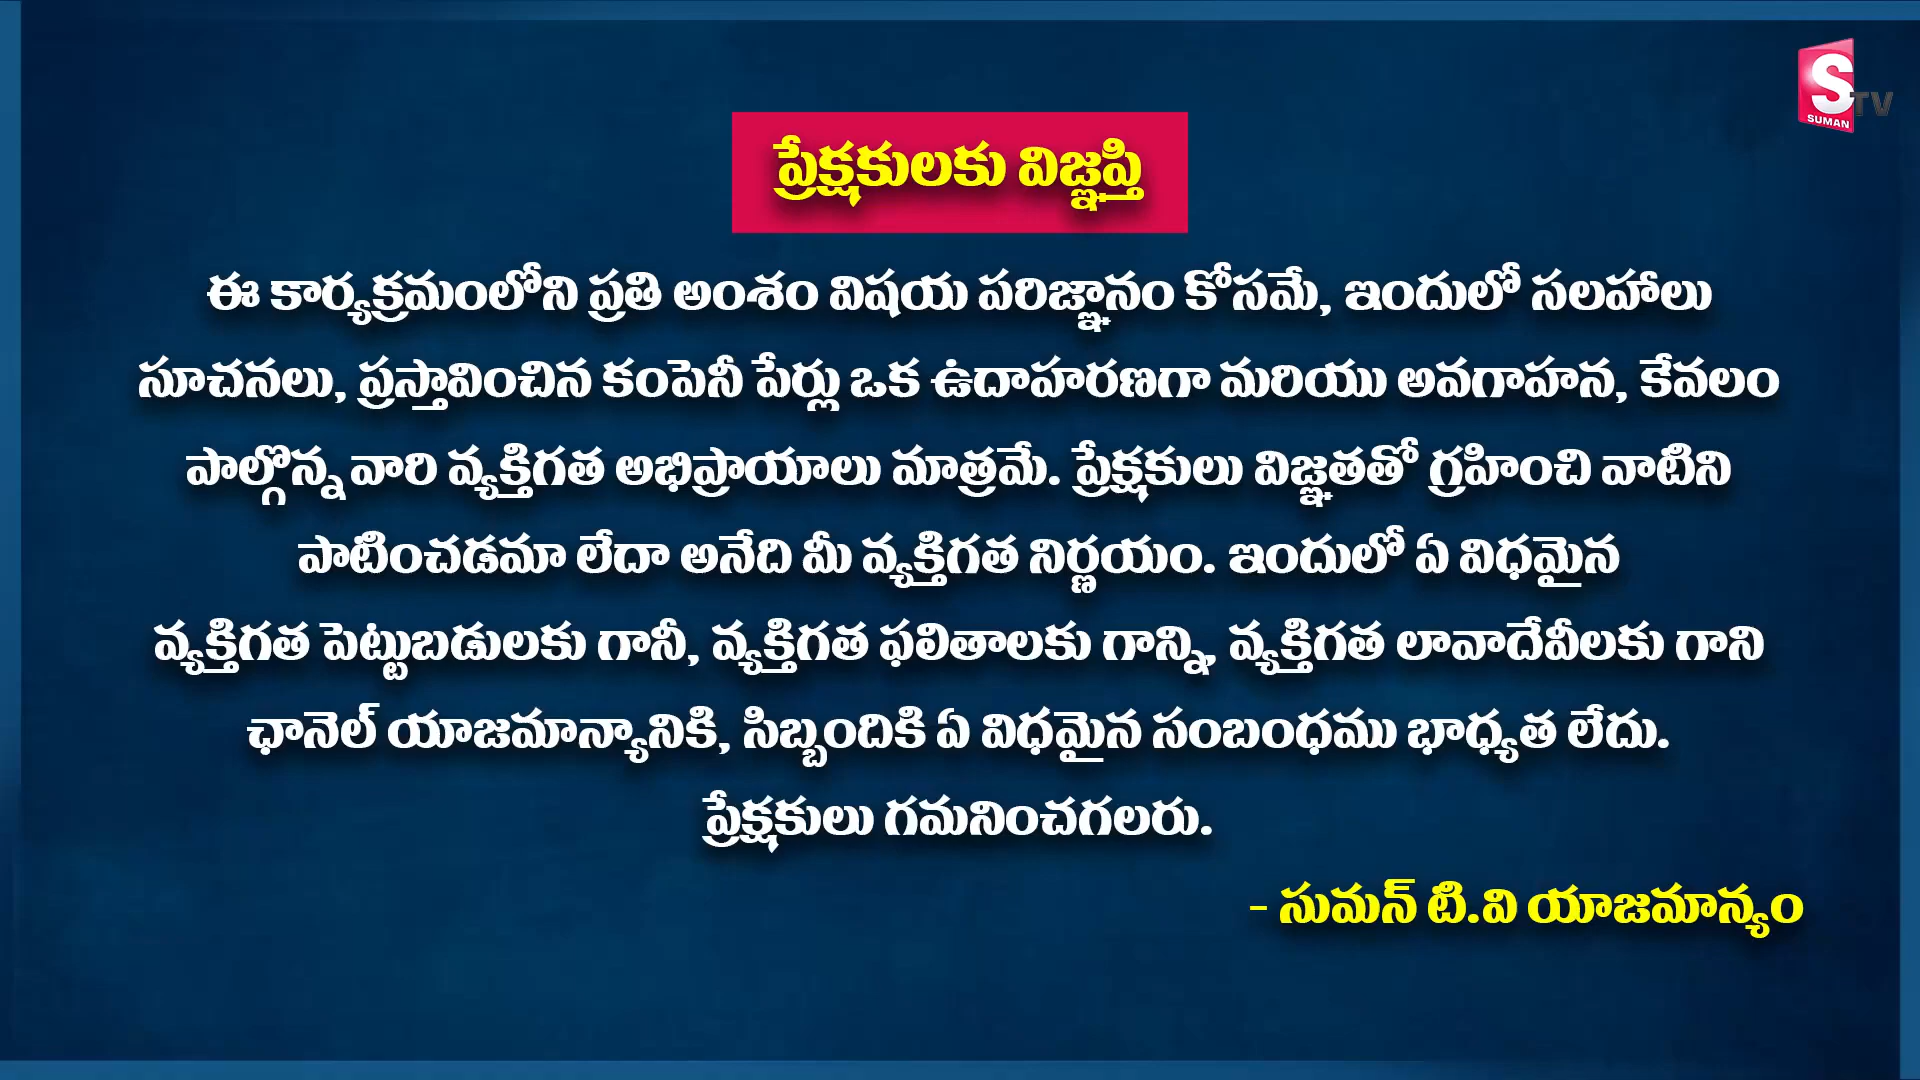 S
SUMAN
TV
ప్రేక్షకులకు విజ్ఞప్తి
ఈ కార్యక్రమంలోని ప్రతి అంశం విషయ పరిజ్ఞానం కోసమే, ఇందులో సలహాలు
సూచనలు, ప్రస్తావించిన కంపెనీ పేర్లు ఒక ఉదాహరణగా మరియు అవగాహన, కేవలం
పాల్గొన్న వారి వ్యక్తిగత అభిప్రాయాలు మాత్రమే. ప్రేక్షకులు విజ్ఞతతో గ్రహించి వాటిని
పాటించడమా లేదా అనేది మీ వ్యక్తిగత నిర్ణయం. ఇందులో ఏ విధమైన
వ్యక్తిగత పెట్టుబడులకు గానీ, వ్యక్తిగత ఫలితాలకు గాన్ని, వ్యక్తిగత లావాదేవీలకు గాని
ఛానెల్ యాజమాన్యానికి, సిబ్బందికి ఏ విధమైన సంబంధము భాధ్యత లేదు.
ప్రేక్షకులు గమనించగలరు.
- సుమన్ టి.వి యాజమాన్యం